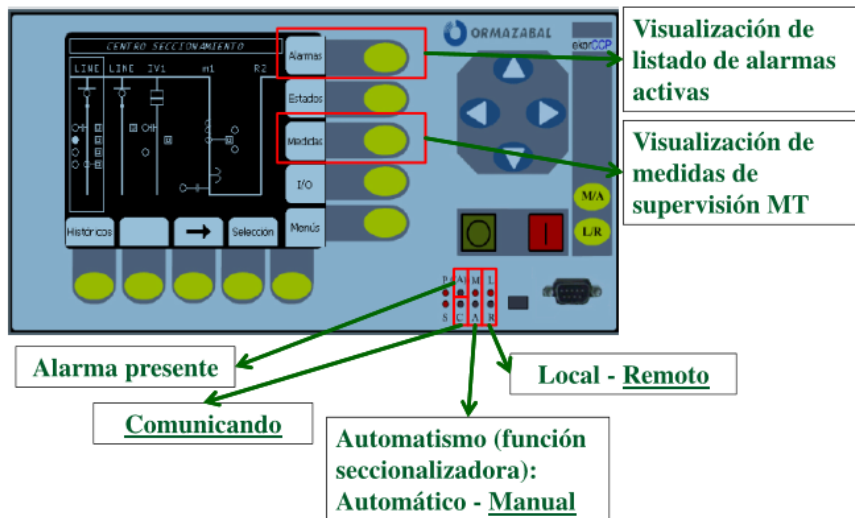 CENTRO SECCIONAMIENTO
LINE LINE IV1 m1 R2
Alarmas
Estados
Medidas
I/O
Menús
Históricos
Selección
ORMAZABAL
ekorCCP
M/A
L/R
P A M L
S C A R
Visualización de
listado de alarmas
activas
Visualización de
medidas de
supervisión MT
Alarma presente
Comunicando
Local - Remoto
Automatismo (función
seccionalizadora):
Automático - Manual